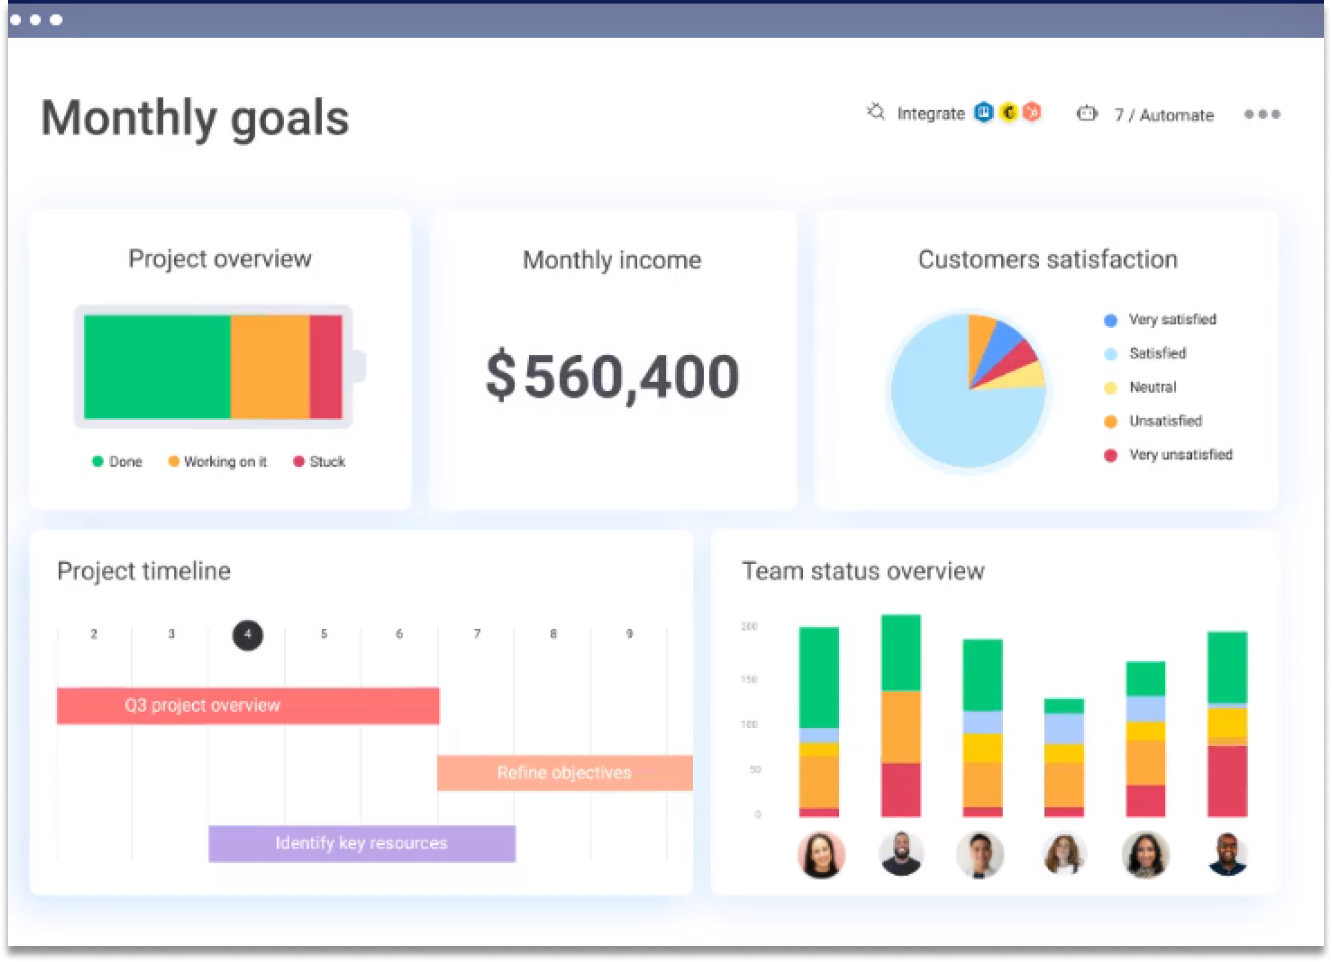 Monthly goals
Integrate
7 / Automate
Project overview
Done
Working on it
Stuck
Monthly income
$560,400
Customers satisfaction
Very satisfied
Satisfied
Neutral
Unsatisfied
Very unsatisfied
Project timeline
2 3 4 5 6 7 8 9
Q3 project overview
Refine objectives
Identify key resources
Team status overview
200
150
100
50
0